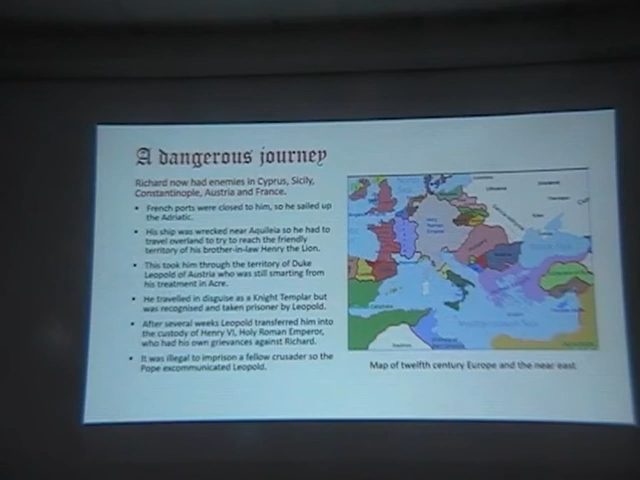 A dangerous journey
Richard now had enemies in Cyprus, Sicily,
Constantinople, Austria and France.
• French ports were closed to him, so he sailed up
the Adriatic.
• His ship was wrecked near Aquileia so he had to
travel overland to try to reach the friendly
territory of his brother-in-law Henry the Lion.
• This took him through the territory of Duke
Leopold of Austria who was still smarting from
his treatment in Acre.
• He travelled in disguise as a Knight Templar but
was recognised and taken prisoner by Leopold.
• After several weeks Leopold transferred him into
the custody of Henry VI, Holy Roman Emperor,
who had his own grievances against Richard.
• It was illegal to imprison a fellow crusader so the
Pope excommunicated Leopold.
Holy
Roman
Empire
Map of twelfth century Europe and the near east